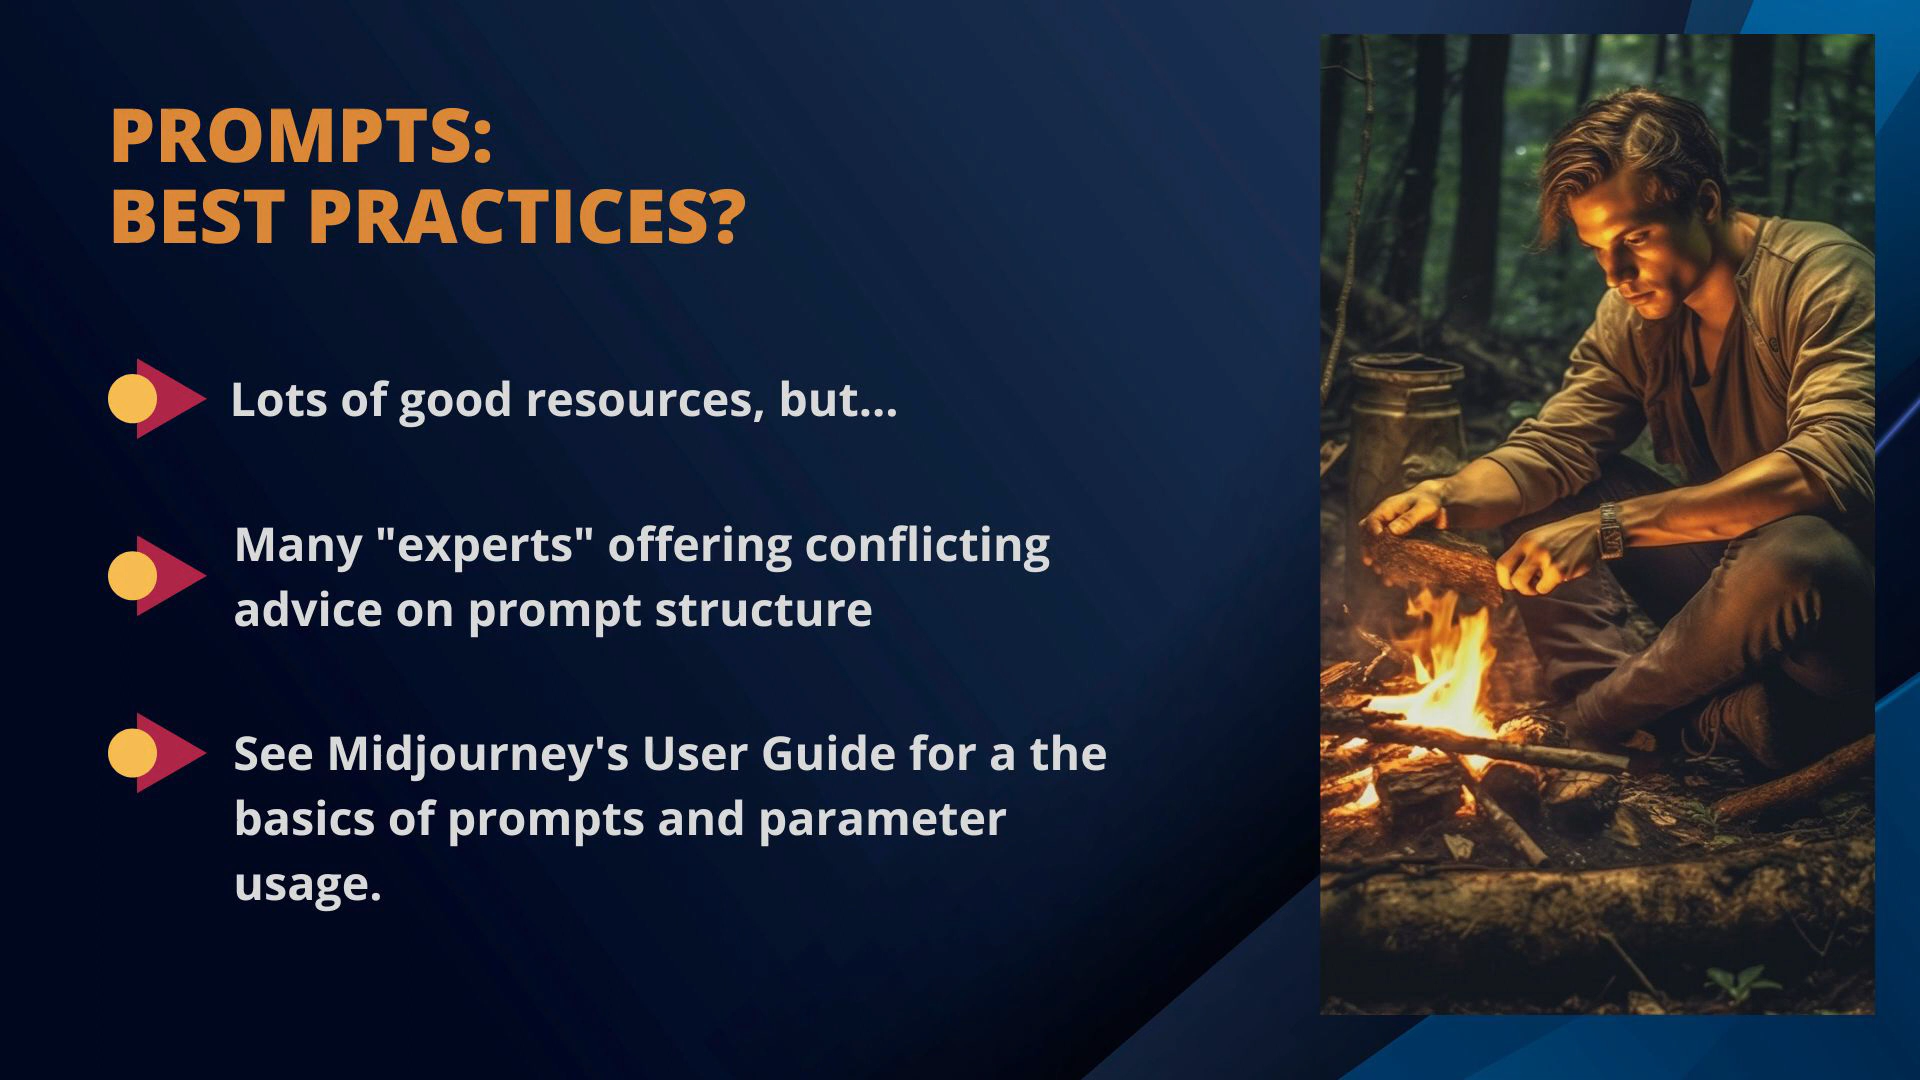 PROMPTS:
BEST PRACTICES?
Lots of good resources, but...
Many "experts" offering conflicting
advice on prompt structure
See Midjourney's User Guide for a the
basics of prompts and parameter
usage.